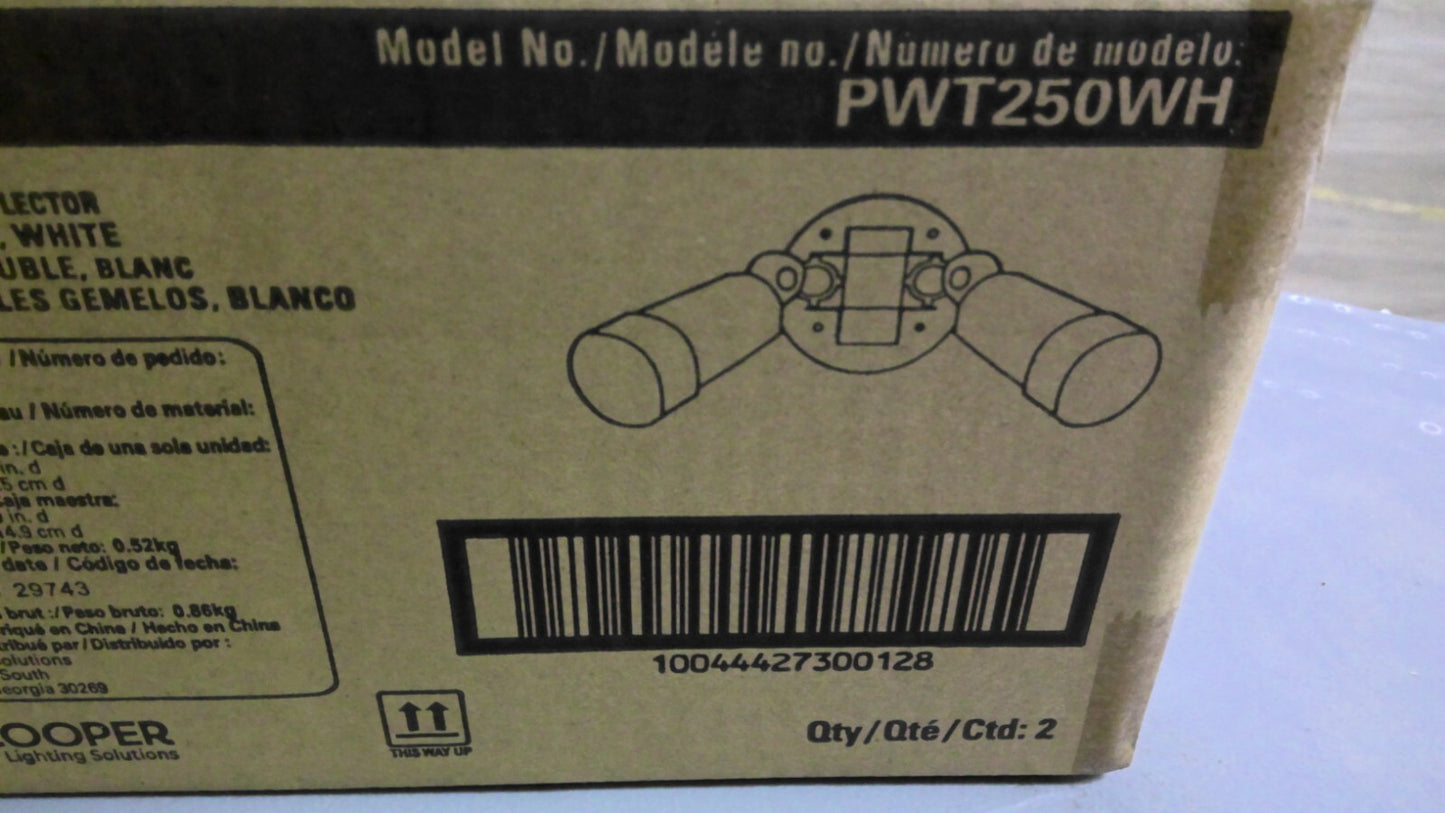 Model No./Modèle no./Número de modelo:
PWT250WH
LECTOR
, WHITE
UBLE, BLANC
LES GEMELOS, BLANCO
/Número de pedido:
au / Número de material:
e :/Caja de una sola unidad:
in. d
5 cm d
Caja maestra:
in. d
4.9 cm d
/Peso neto: 0.52kg
date / Código de fecha:
29743
brut :/Peso bruto: 0.86kg
riqué en Chine / Hecho en China
tribué par/Distribuido por :
olutions
South
eorgia 30269
COOPER
Lighting Solutions
THIS WAY UP
10044427300128
Qty/Qté/Ctd: 2